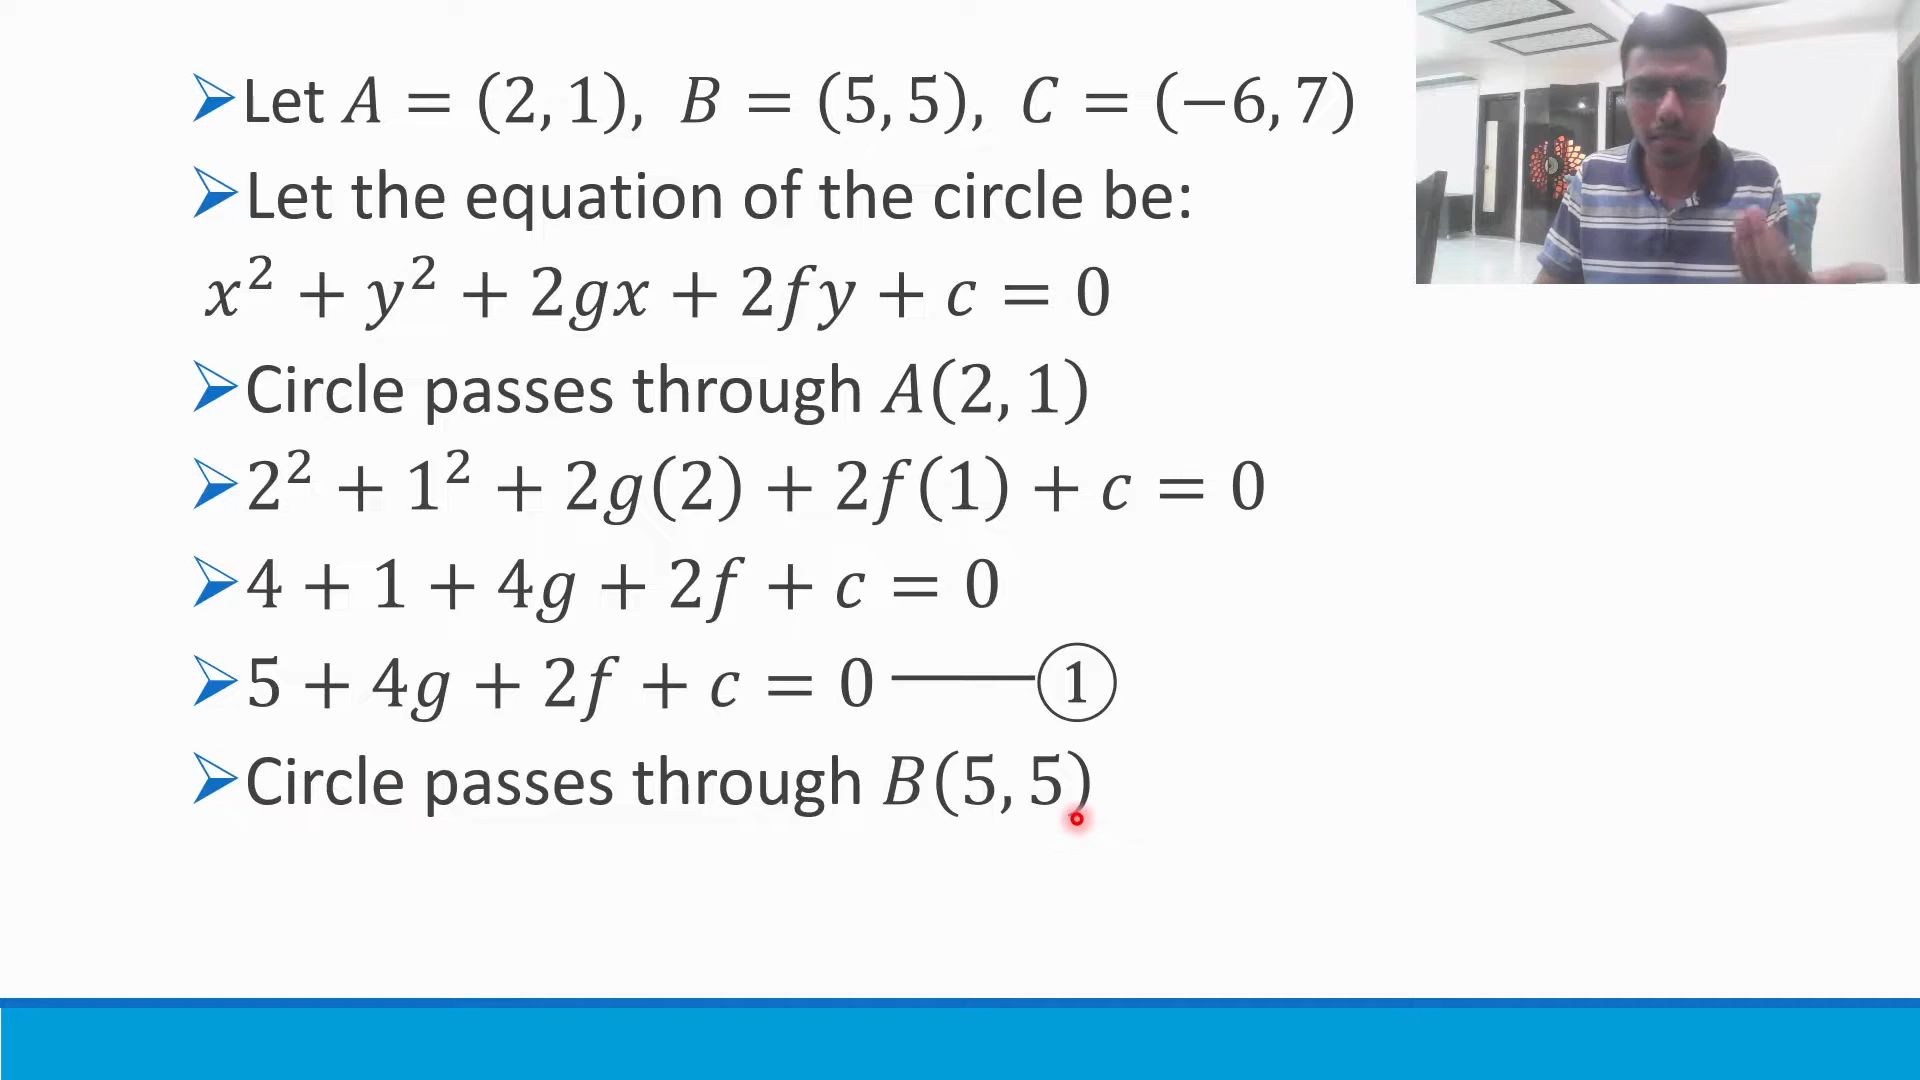 Let A = (2, 1), B = (5, 5), C = (−6, 7)
Let the equation of the circle be:
x² + y² + 2gx + 2fy + c = 0
Circle passes through A(2, 1)
2² + 1² + 2g(2) + 2f(1) + c = 0
4 + 1 + 4g + 2f + c = 0
5 + 4g + 2f + c = 0 ——— ①
Circle passes through B(5, 5)